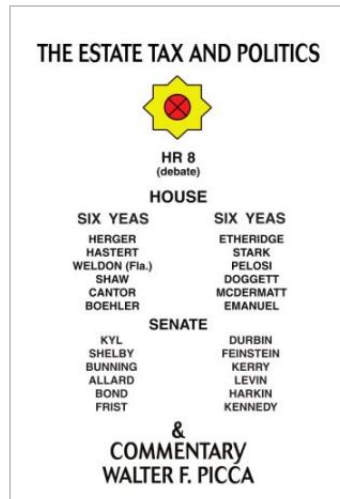 THE ESTATE TAX AND POLITICS
HR 8
(debate)
HOUSE
SIX YEAS SIX YEAS
HERGER ETHERIDGE
HASTERT STARK
WELDON (Fla.) PELOSI
SHAW DOGGETT
CANTOR MCDERMATT
BOEHLER EMANUEL
SENATE
KYL DURBIN
SHELBY FEINSTEIN
BUNNING KERRY
ALLARD LEVIN
BOND HARKIN
FRIST KENNEDY
&
COMMENTARY
WALTER F. PICCA